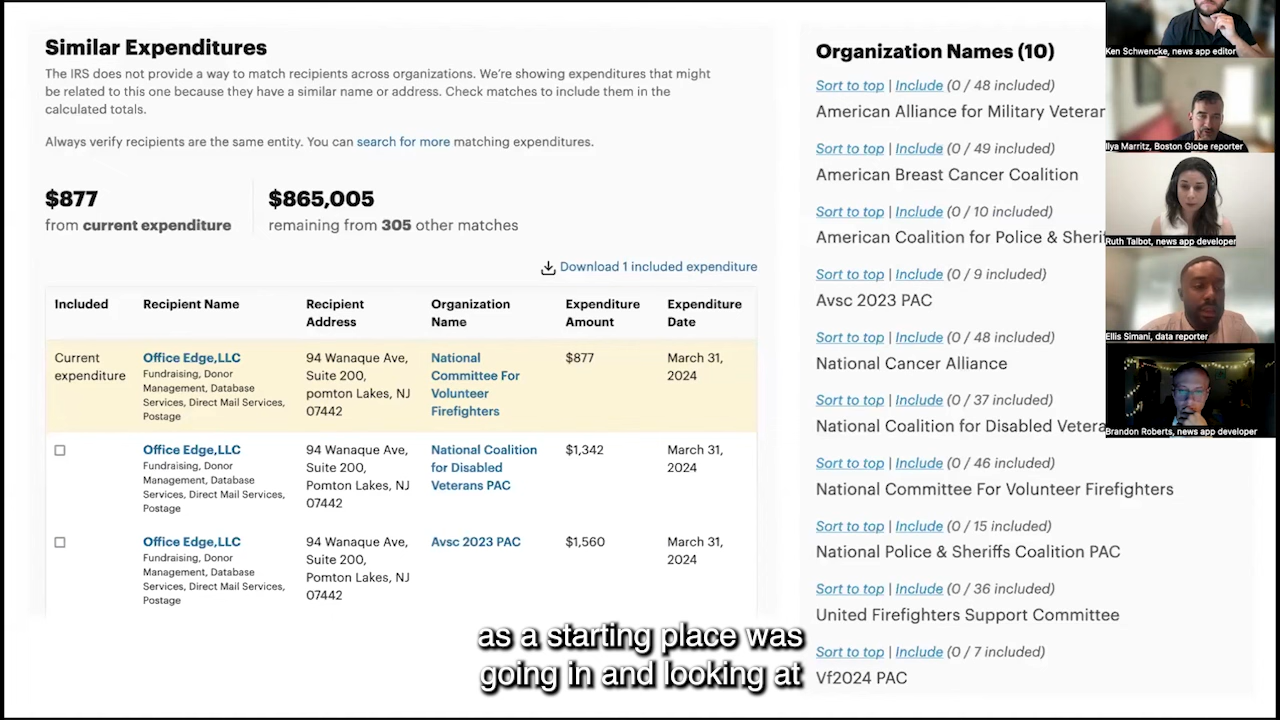 Similar Expenditures
The IRS does not provide a way to match recipients across organizations. We're showing expenditures that might
be related to this one because they have a similar name or address. Check matches to include them in the
calculated totals.
Always verify recipients are the same entity. You can search for more matching expenditures.
$877
from current expenditure
$865,005
remaining from 305 other matches
Download 1 included expenditure
Included
Recipient Name
Recipient
Address
Organization
Name
Expenditure
Amount
Expenditure
Date
Current
expenditure
Office Edge,LLC
Fundraising, Donor
Management, Database
Services, Direct Mail Services,
Postage
94 Wanaque Ave,
Suite 200,
pomton Lakes, NJ
07442
National
Committee For
Volunteer
Firefighters
$877
March 31,
2024
Office Edge,LLC
Fundraising, Donor
Management, Database
Services, Direct Mail Services,
Postage
94 Wanaque Ave,
Suite 200,
Pomton Lakes, NJ
07442
National Coalition
for Disabled
Veterans PAC
$1,342
March 31,
2024
Office Edge,LLC
Fundraising, Donor
Management, Database
Services, Direct Mail Services,
Postage
94 Wanaque Ave,
Suite 200,
Pomton Lakes, NJ
07442
Avsc 2023 PAC
$1,560
March 31,
2024
Organization Names (10)
Sort to top | Include (0 / 48 included)
American Alliance for Military Veterar
Sort to top | Include (0 / 49 included)
American Breast Cancer Coalition
Sort to top | Include (0 / 10 included)
American Coalition for Police & Sherif
Sort to top | Include (0 / 9 included)
Avsc 2023 PAC
Sort to top | Include (0 / 48 included)
National Cancer Alliance
Sort to top | Include (0 / 37 included)
National Coalition for Disabled Vetera
Sort to top | Include (0 / 46 included)
National Committee For Volunteer Firefighters
Sort to top | Include (0 / 15 included)
National Police & Sheriffs Coalition PAC
Sort to top | Include (0 / 36 included)
United Firefighters Support Committee
Sort to top | Include (0 / 7 included)
Vf2024 PAC
Ken Schwencke, news app editor
Ilya Marritz, Boston Globe reporter
Ruth Talbot, news app developer
Ellis Simani, data reporter
Brandon Roberts, news app developer
as a starting place was
going in and looking at